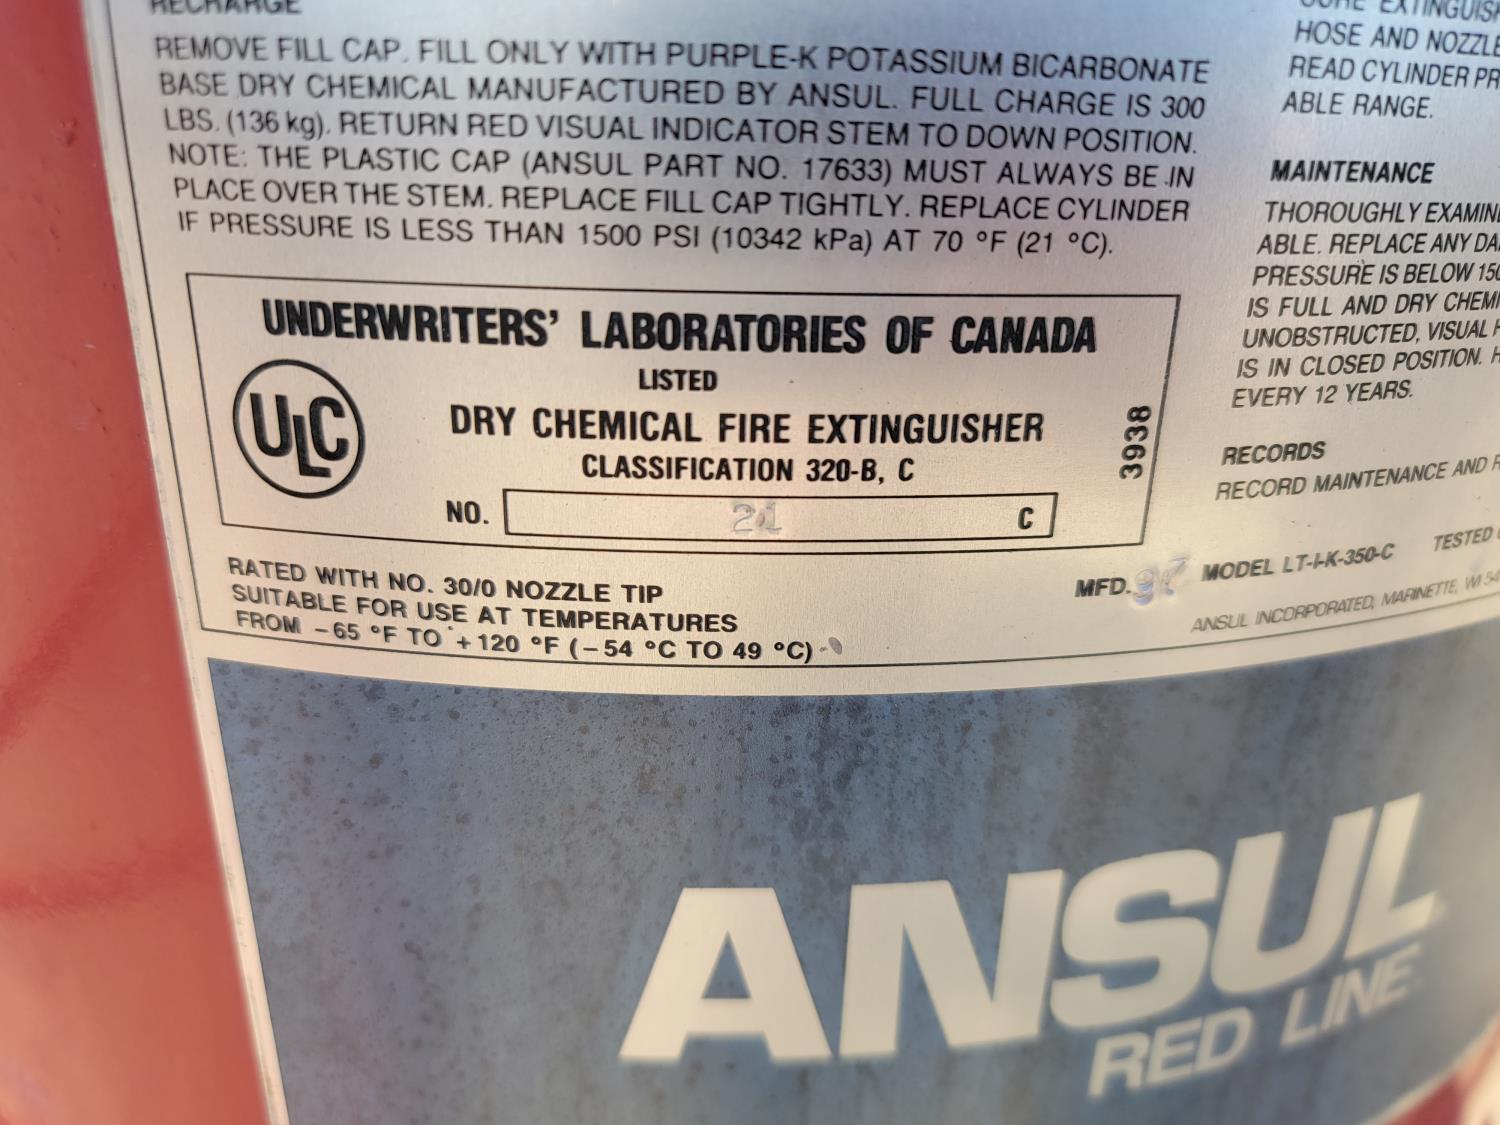 RECHARGE
REMOVE FILL CAP. FILL ONLY WITH PURPLE-K POTASSIUM BICARBONATE
BASE DRY CHEMICAL MANUFACTURED BY ANSUL. FULL CHARGE IS 300
LBS. (136 kg). RETURN RED VISUAL INDICATOR STEM TO DOWN POSITION.
NOTE: THE PLASTIC CAP (ANSUL PART NO. 17633) MUST ALWAYS BE IN
PLACE OVER THE STEM. REPLACE FILL CAP TIGHTLY. REPLACE CYLINDER
IF PRESSURE IS LESS THAN 1500 PSI (10342 kPa) AT 70 °F (21 °C).
UNDERWRITERS' LABORATORIES OF CANADA
LISTED
ULC
DRY CHEMICAL FIRE EXTINGUISHER
CLASSIFICATION 320-B, C
3938
NO. 21 C
RATED WITH NO. 30/0 NOZZLE TIP
SUITABLE FOR USE AT TEMPERATURES
FROM -65 °F TO +120 °F (-54 °C TO 49 °C)
HOSE AND NOZZLE
READ CYLINDER
ABLE RANGE.
MAINTENANCE
THOROUGHLY
ABLE. REPLACE ANY
PRESSURE IS BELOW
IS FULL AND DRY
UNOBSTRUCTED, VISUAL
IS IN CLOSED POSITION.
EVERY 12 YEARS.
RECORDS
RECORD MAINTENANCE AND
MFD. MODEL LT-I-K-350-C TESTED
ANSUL INCORPORATED, MARINETTE, WI
ANSUL
RED LINE